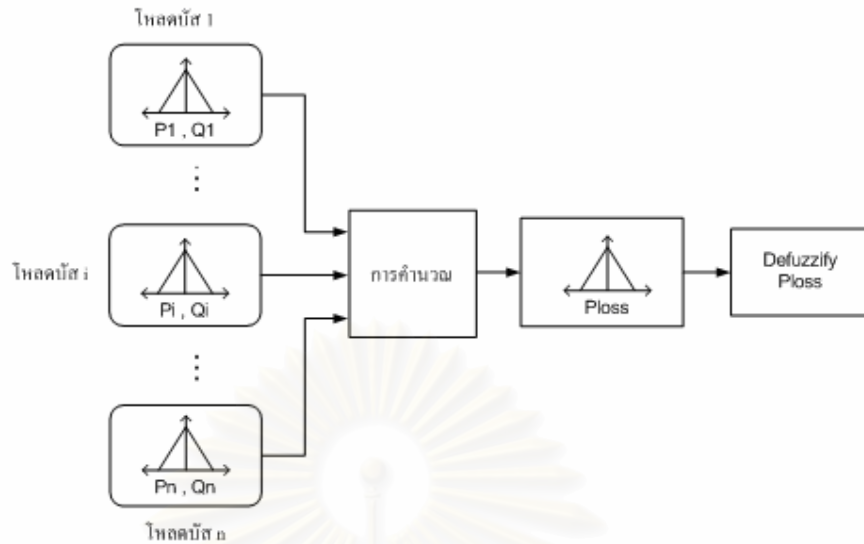 โหลดบัส 1
P1 , Q1
โหลดบัส i
Pi , Qi
การคำนวณ
Ploss
Defuzzify
Ploss
Pn , Qn
โหลดบัส n